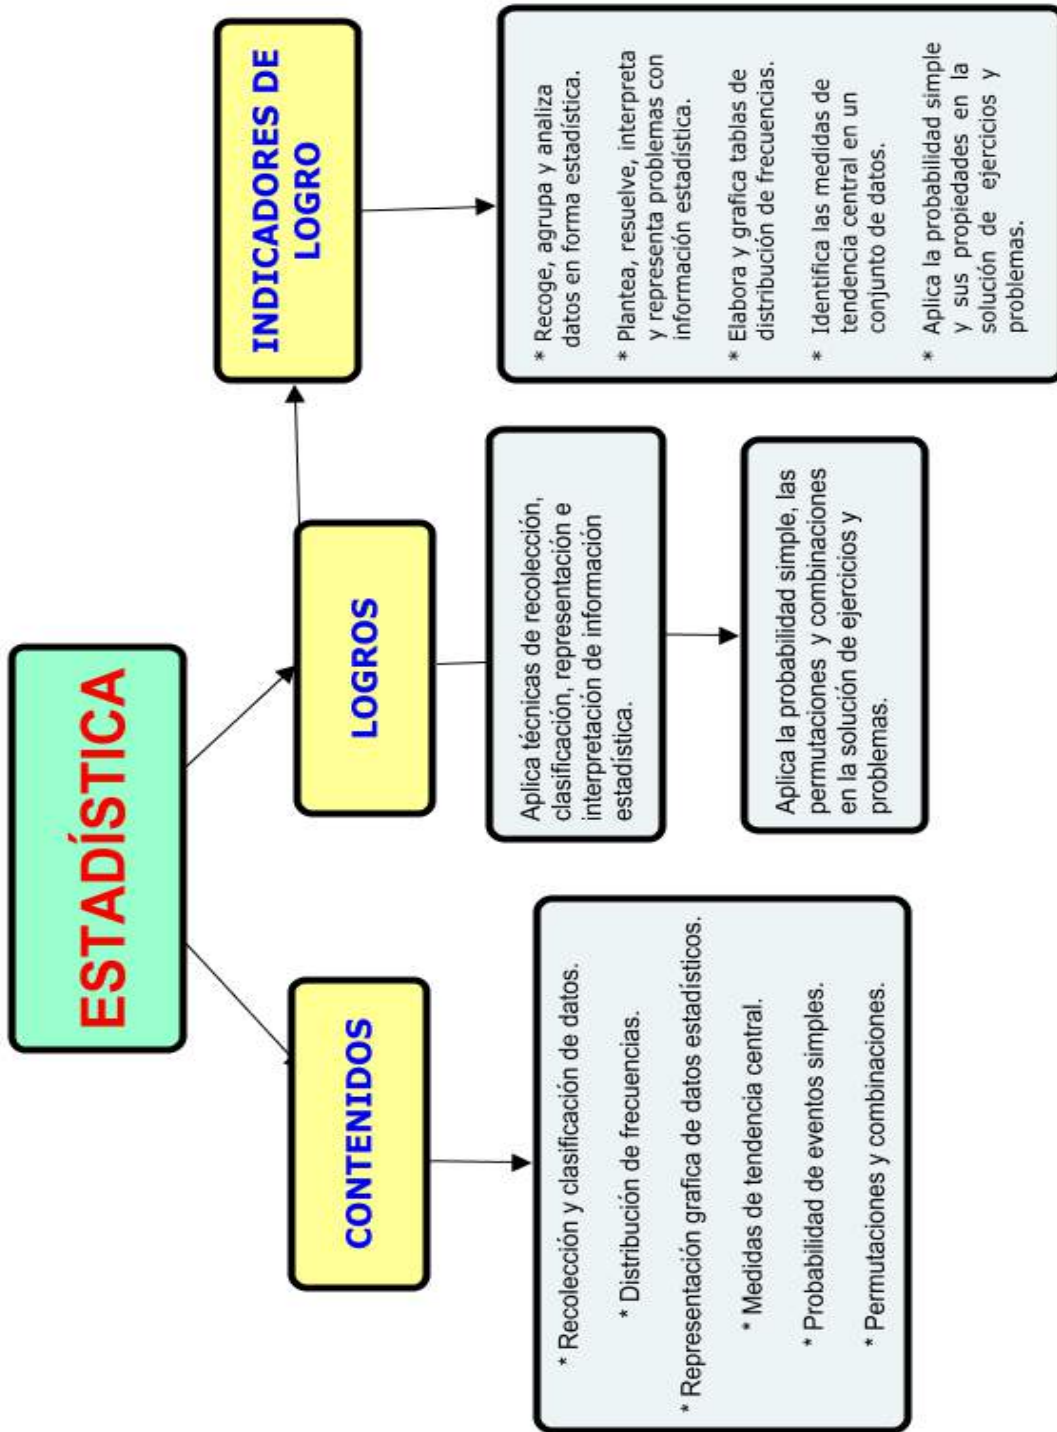 ESTADÍSTICA
CONTENIDOS
* Recolección y clasificación de datos.
* Distribución de frecuencias.
* Representación grafica de datos estadísticos.
* Medidas de tendencia central.
* Probabilidad de eventos simples.
* Permutaciones y combinaciones.
LOGROS
Aplica técnicas de recolección,
clasificación, representación e
interpretación de información
estadística.
Aplica la probabilidad simple, las
permutaciones y combinaciones
en la solución de ejercicios y
problemas.
INDICADORES DE
LOGRO
* Recoge, agrupa y analiza
datos en forma estadística.
* Plantea, resuelve, interpreta
y representa problemas con
información estadística.
* Elabora y grafica tablas de
distribución de frecuencias.
* Identifica las medidas de
tendencia central en un
conjunto de datos.
* Aplica la probabilidad simple
y sus propiedades en la
solución de ejercicios y
problemas.